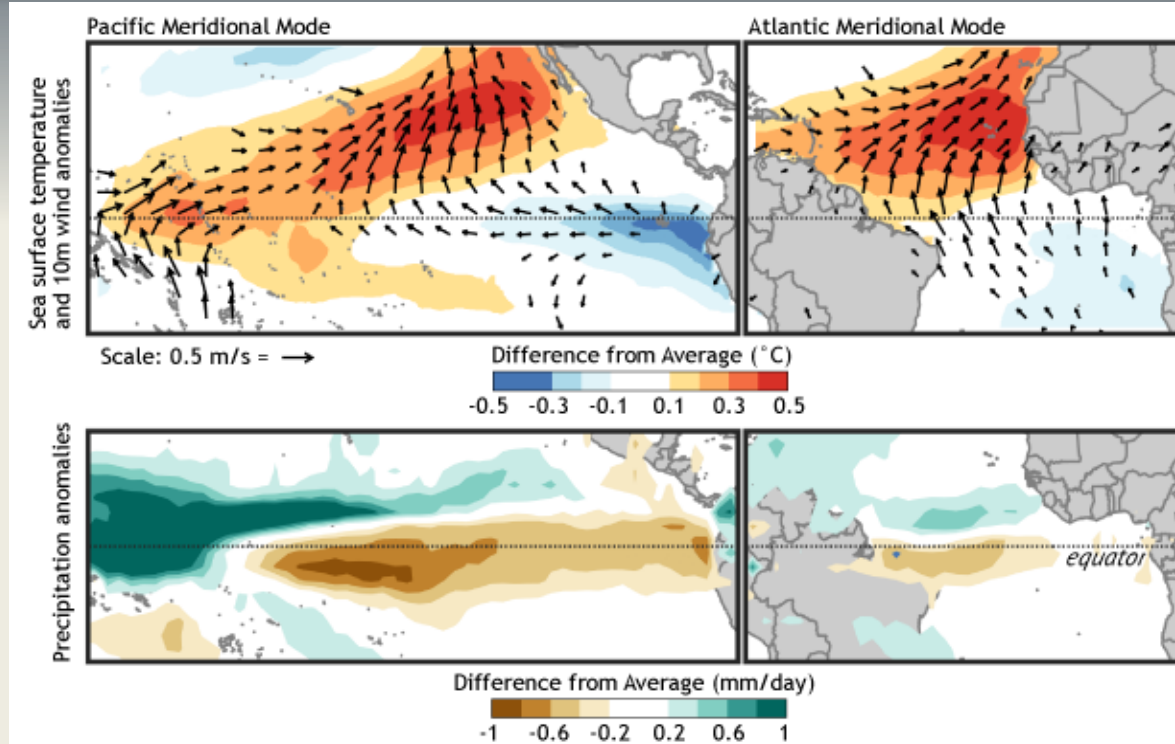 Pacific Meridional Mode
Atlantic Meridional Mode
Sea surface temperature
and 10m wind anomalies
Scale: 0.5 m/s = →
Difference from Average (°C)
-0.5 -0.3 -0.1 0.1 0.3 0.5
Precipitation anomalies
equator
Difference from Average (mm/day)
-1 -0.6 -0.2 0.2 0.6 1